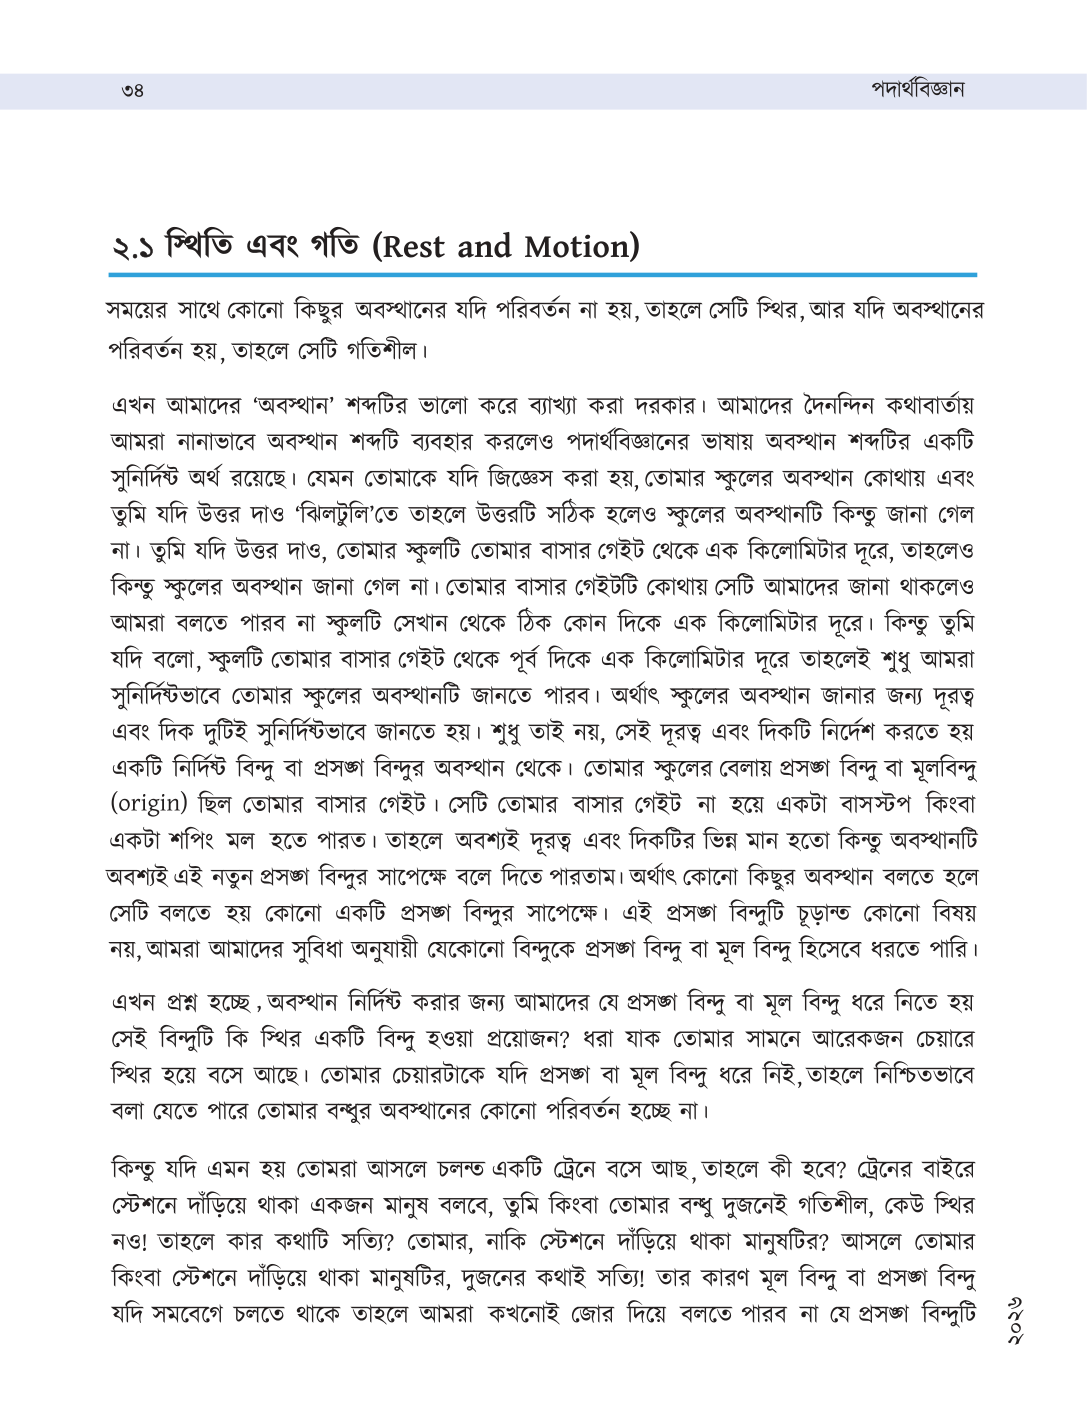 ৩৪
পদার্থবিজ্ঞান
২.১ স্থিতি এবং গতি (Rest and Motion)
সময়ের সাথে কোনো কিছুর অবস্থানের যদি পরিবর্তন না হয়, তাহলে সেটি স্থির, আর যদি অবস্থানের
পরিবর্তন হয়, তাহলে সেটি গতিশীল।
এখন আমাদের ‘অবস্থান’ শব্দটির ভালো করে ব্যাখ্যা করা দরকার। আমাদের দৈনন্দিন কথাবার্তায়
আমরা নানাভাবে অবস্থান শব্দটি ব্যবহার করলেও পদার্থবিজ্ঞানের ভাষায় অবস্থান শব্দটির একটি
সুনির্দিষ্ট অর্থ রয়েছে। যেমন তোমাকে যদি জিজ্ঞেস করা হয়, তোমার স্কুলের অবস্থান কোথায় এবং
তুমি যদি উত্তর দাও ‘ঝিলটুলি’তে তাহলে উত্তরটি সঠিক হলেও স্কুলের অবস্থানটি কিন্তু জানা গেল
না। তুমি যদি উত্তর দাও, তোমার স্কুলটি তোমার বাসার গেইট থেকে এক কিলোমিটার দূরে, তাহলেও
কিন্তু স্কুলের অবস্থান জানা গেল না। তোমার বাসার গেইটটি কোথায় সেটি আমাদের জানা থাকলেও
আমরা বলতে পারব না স্কুলটি সেখান থেকে ঠিক কোন দিকে এক কিলোমিটার দূরে। কিন্তু তুমি
যদি বলো, স্কুলটি তোমার বাসার গেইট থেকে পূর্ব দিকে এক কিলোমিটার দূরে তাহলেই শুধু আমরা
সুনির্দিষ্টভাবে তোমার স্কুলের অবস্থানটি জানতে পারব। অর্থাৎ স্কুলের অবস্থান জানার জন্য দূরত্ব
এবং দিক দুটিই সুনির্দিষ্টভাবে জানতে হয়। শুধু তাই নয়, সেই দূরত্ব এবং দিকটি নির্দেশ করতে হয়
একটি নির্দিষ্ট বিন্দু বা প্রসঙ্গ বিন্দুর অবস্থান থেকে। তোমার স্কুলের বেলায় প্রসঙ্গ বিন্দু বা মূলবিন্দু
(origin) ছিল তোমার বাসার গেইট। সেটি তোমার বাসার গেইট না হয়ে একটা বাসস্টপ কিংবা
একটা শপিং মল হতে পারত। তাহলে অবশ্যই দূরত্ব এবং দিকটির ভিন্ন মান হতো কিন্তু অবস্থানটি
অবশ্যই এই নতুন প্রসঙ্গ বিন্দুর সাপেক্ষে বলে দিতে পারতাম। অর্থাৎ কোনো কিছুর অবস্থান বলতে হলে
সেটি বলতে হয় কোনো একটি প্রসঙ্গ বিন্দুর সাপেক্ষে। এই প্রসঙ্গ বিন্দুটি চূড়ান্ত কোনো বিষয়
নয়, আমরা আমাদের সুবিধা অনুযায়ী যেকোনো বিন্দুকে প্রসঙ্গ বিন্দু বা মূল বিন্দু হিসেবে ধরতে পারি।
এখন প্রশ্ন হচ্ছে, অবস্থান নির্দিষ্ট করার জন্য আমাদের যে প্রসঙ্গ বিন্দু বা মূল বিন্দু ধরে নিতে হয়
সেই বিন্দুটি কি স্থির একটি বিন্দু হওয়া প্রয়োজন? ধরা যাক তোমার সামনে আরেকজন চেয়ারে
স্থির হয়ে বসে আছে। তোমার চেয়ারটাকে যদি প্রসঙ্গ বা মূল বিন্দু ধরে নিই, তাহলে নিশ্চিতভাবে
বলা যেতে পারে তোমার বন্ধুর অবস্থানের কোনো পরিবর্তন হচ্ছে না।
কিন্তু যদি এমন হয় তোমরা আসলে চলন্ত একটি ট্রেনে বসে আছ, তাহলে কী হবে? ট্রেনের বাইরে
স্টেশনে দাঁড়িয়ে থাকা একজন মানুষ বলবে, তুমি কিংবা তোমার বন্ধু দুজনেই গতিশীল, কেউ স্থির
নও! তাহলে কার কথাটি সত্যি? তোমার, নাকি স্টেশনে দাঁড়িয়ে থাকা মানুষটির? আসলে তোমার
কিংবা স্টেশনে দাঁড়িয়ে থাকা মানুষটির, দুজনের কথাই সত্যি! তার কারণ মূল বিন্দু বা প্রসঙ্গ বিন্দু
যদি সমবেগে চলতে থাকে তাহলে আমরা কখনোই জোর দিয়ে বলতে পারব না যে প্রসঙ্গ বিন্দুটি
২০২৬